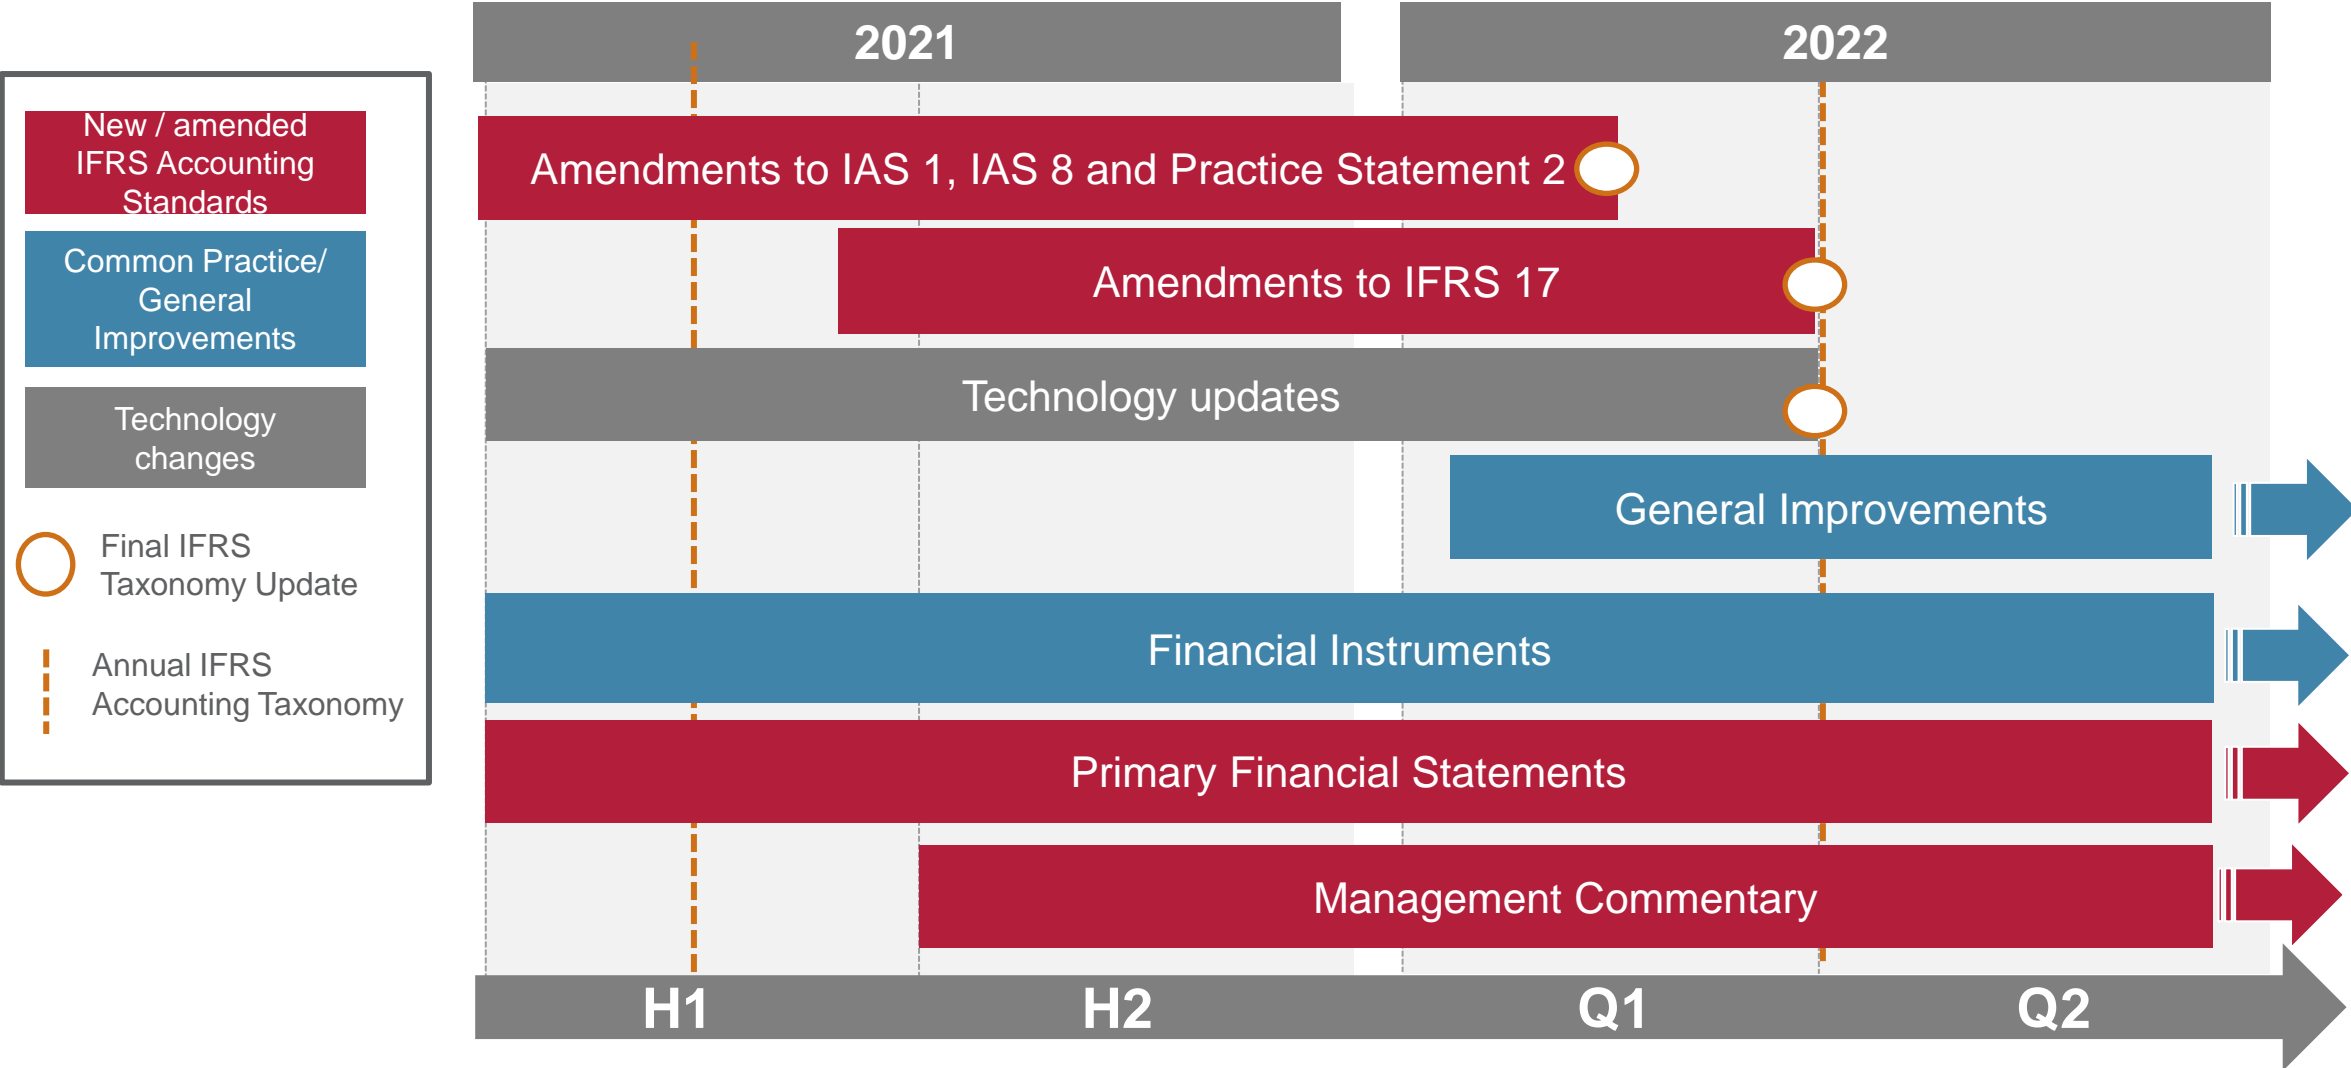 2021
2022
New / amended
IFRS Accounting
Standards
Common Practice/
General
Improvements
Technology
changes
Final IFRS
Taxonomy Update
Annual IFRS
Accounting Taxonomy
Amendments to IAS 1, IAS 8 and Practice Statement 2
Amendments to IFRS 17
Technology updates
General Improvements
Financial Instruments
Primary Financial Statements
Management Commentary
H1
H2
Q1
Q2